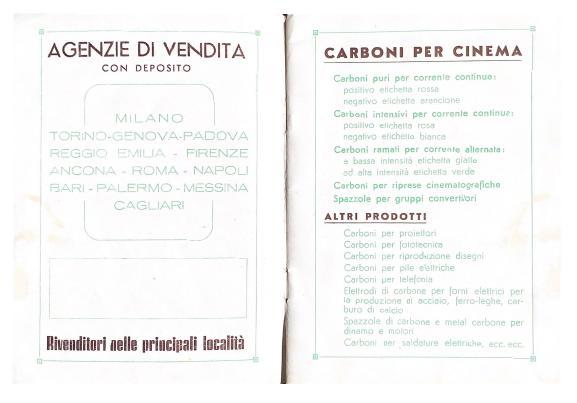 AGENZIE DI VENDITA
CON DEPOSITO
MILANO
TORINO-GENOVA-PADOVA
REGGIO EMILIA - FIRENZE
ANCONA - ROMA - NAPOLI
BARI - PALERMO - MESSINA
CAGLIARI
Rivenditori nelle principali località
CARBONI PER CINEMA
Carboni puri per corrente continua:
positivo etichetta rossa
negativo etichetta arancione
Carboni intensivi per corrente continua:
positivo etichetta rosa
negativo etichetta bianca
Carboni ramati per corrente alternata:
a bassa intensità etichetta gialla
ad alta intensità etichetta verde
Carboni per riprese cinematografiche
Spazzole per gruppi convertitori
ALTRI PRODOTTI
Carboni per proiettori
Carboni per fototecnica
Carboni per riproduzione disegni
Carboni per pile elettriche
Carboni per telefonia
Elettrodi di carbone per forni elettrici per
la produzione di acciaio, ferro-leghe, car-
buro di calcio
Spazzole di carbone e metal carbone per
dinamo e motori
Carboni per saldature elettriche, ecc. ecc.